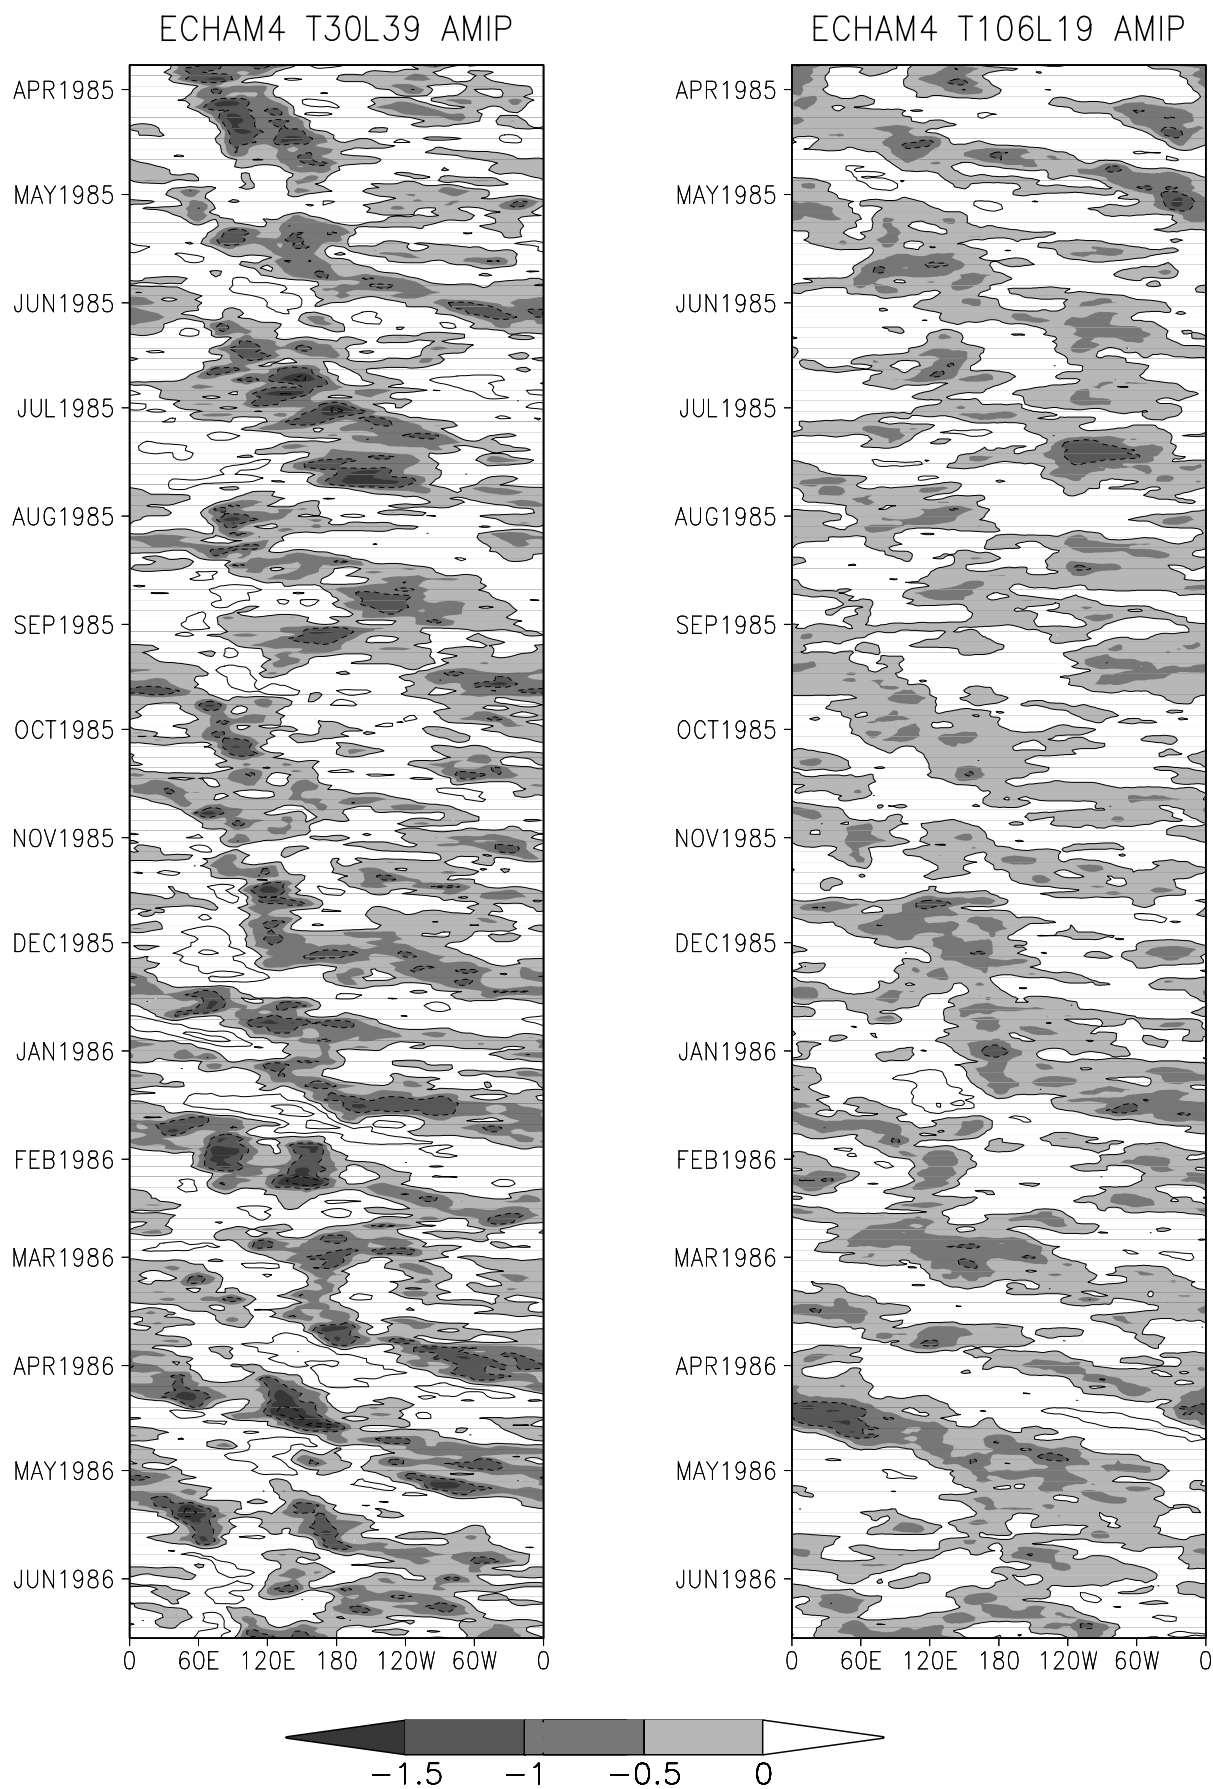 ECHAM4 T30L39 AMIP
APR1985
MAY1985
JUN1985
JUL1985
AUG1985
SEP1985
OCT1985
NOV1985
DEC1985
JAN1986
FEB1986
MAR1986
APR1986
MAY1986
JUN1986
0 60E 120E 180 120W 60W 0
ECHAM4 T106L19 AMIP
APR1985
MAY1985
JUN1985
JUL1985
AUG1985
SEP1985
OCT1985
NOV1985
DEC1985
JAN1986
FEB1986
MAR1986
APR1986
MAY1986
JUN1986
0 60E 120E 180 120W 60W 0
−1.5 −1 −0.5 0